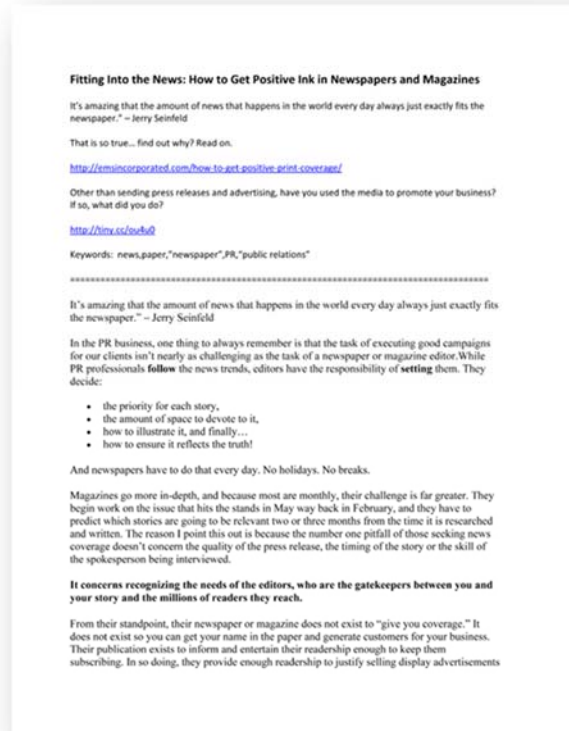 Fitting Into the News: How to Get Positive Ink in Newspapers and Magazines
It's amazing that the amount of news that happens in the world every day always just exactly fits the
newspaper." – Jerry Seinfeld
That is so true... find out why? Read on.
http://emsincorporated.com/how-to-get-positive-print-coverage/
Other than sending press releases and advertising, have you used the media to promote your business?
If so, what did you do?
http://tiny.cc/ou4u0
Keywords:  news,paper,"newspaper",PR,"public relations"
==================================================================================
It's amazing that the amount of news that happens in the world every day always just exactly fits
the newspaper." – Jerry Seinfeld
In the PR business, one thing to always remember is that the task of executing good campaigns
for our clients isn't nearly as challenging as the task of a newspaper or magazine editor.While
PR professionals follow the news trends, editors have the responsibility of setting them. They
decide:
• the priority for each story,
• the amount of space to devote to it,
• how to illustrate it, and finally…
• how to ensure it reflects the truth!
And newspapers have to do that every day. No holidays. No breaks.
Magazines go more in-depth, and because most are monthly, their challenge is far greater. They
begin work on the issue that hits the stands in May way back in February, and they have to
predict which stories are going to be relevant two or three months from the time it is researched
and written. The reason I point this out is because the number one pitfall of those seeking news
coverage doesn't concern the quality of the press release, the timing of the story or the skill of
the spokesperson being interviewed.
It concerns recognizing the needs of the editors, who are the gatekeepers between you and
your story and the millions of readers they reach.
From their standpoint, their newspaper or magazine does not exist to "give you coverage." It
does not exist so you can get your name in the paper and generate customers for your business.
Their publication exists to inform and entertain their readership enough to keep them
subscribing. In so doing, they provide enough readership to justify selling display advertisements